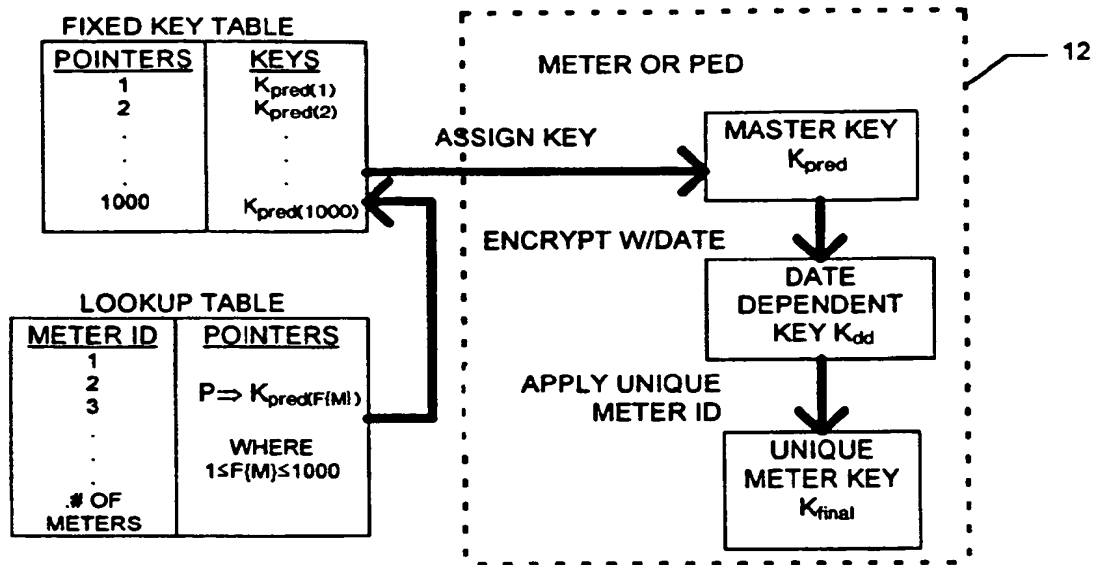 FIXED KEY TABLE
POINTERS KEYS
1 Kpred(1)
2 Kpred(2)
. .
. .
. .
1000 Kpred(1000)
LOOKUP TABLE
METER ID POINTERS
1
2
3
P⇒ Kpred(F{M})
WHERE
1≤F{M}≤1000
.
.
.
.# OF
METERS
METER OR PED
12
ASSIGN KEY
MASTER KEY
Kpred
ENCRYPT W/DATE
DATE
DEPENDENT
KEY Kdd
APPLY UNIQUE
METER ID
UNIQUE
METER KEY
Kfinal